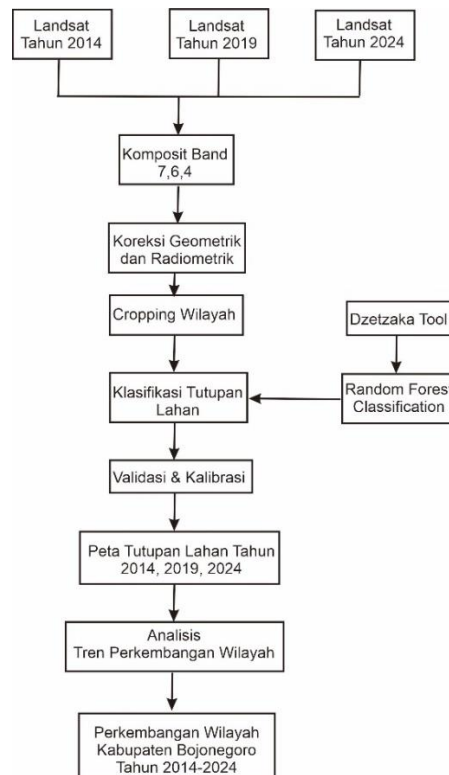 Landsat
Tahun 2014
Landsat
Tahun 2019
Landsat
Tahun 2024
Komposit Band
7,6,4
Koreksi Geometrik
dan Radiometrik
Cropping Wilayah
Dzetzaka Tool
Klasifikasi Tutupan
Lahan
Random Forest
Classification
Validasi & Kalibrasi
Peta Tutupan Lahan Tahun
2014, 2019, 2024
Analisis
Tren Perkembangan Wilayah
Perkembangan Wilayah
Kabupaten Bojonegoro
Tahun 2014-2024